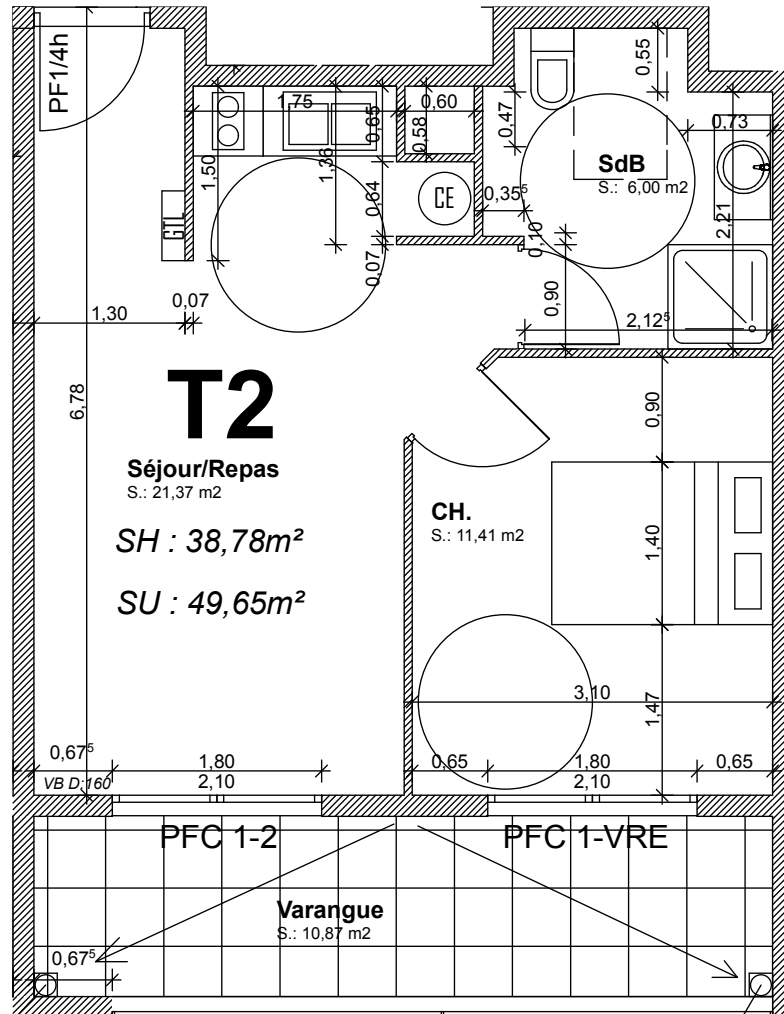 PF1/4h
0,55
1,75
0,65
0,60
0,58
0,47
0,73
1,50
1,36
0,64
CE
SdB
S.: 6,00 m2
0,35⁵
2,21
GTL
0,10
0,07
0,90
1,30
0,07
2,12⁵
6,78
T2
0,90
Séjour/Repas
S.: 21,37 m2
CH.
S.: 11,41 m2
SH : 38,78m²
1,40
SU : 49,65m²
3,10
1,47
0,67⁵
1,80
0,65
1,80
0,65
VB D:160
2,10
2,10
PFC 1-2
PFC 1-VRE
Varangue
S.: 10,87 m2
0,67⁵